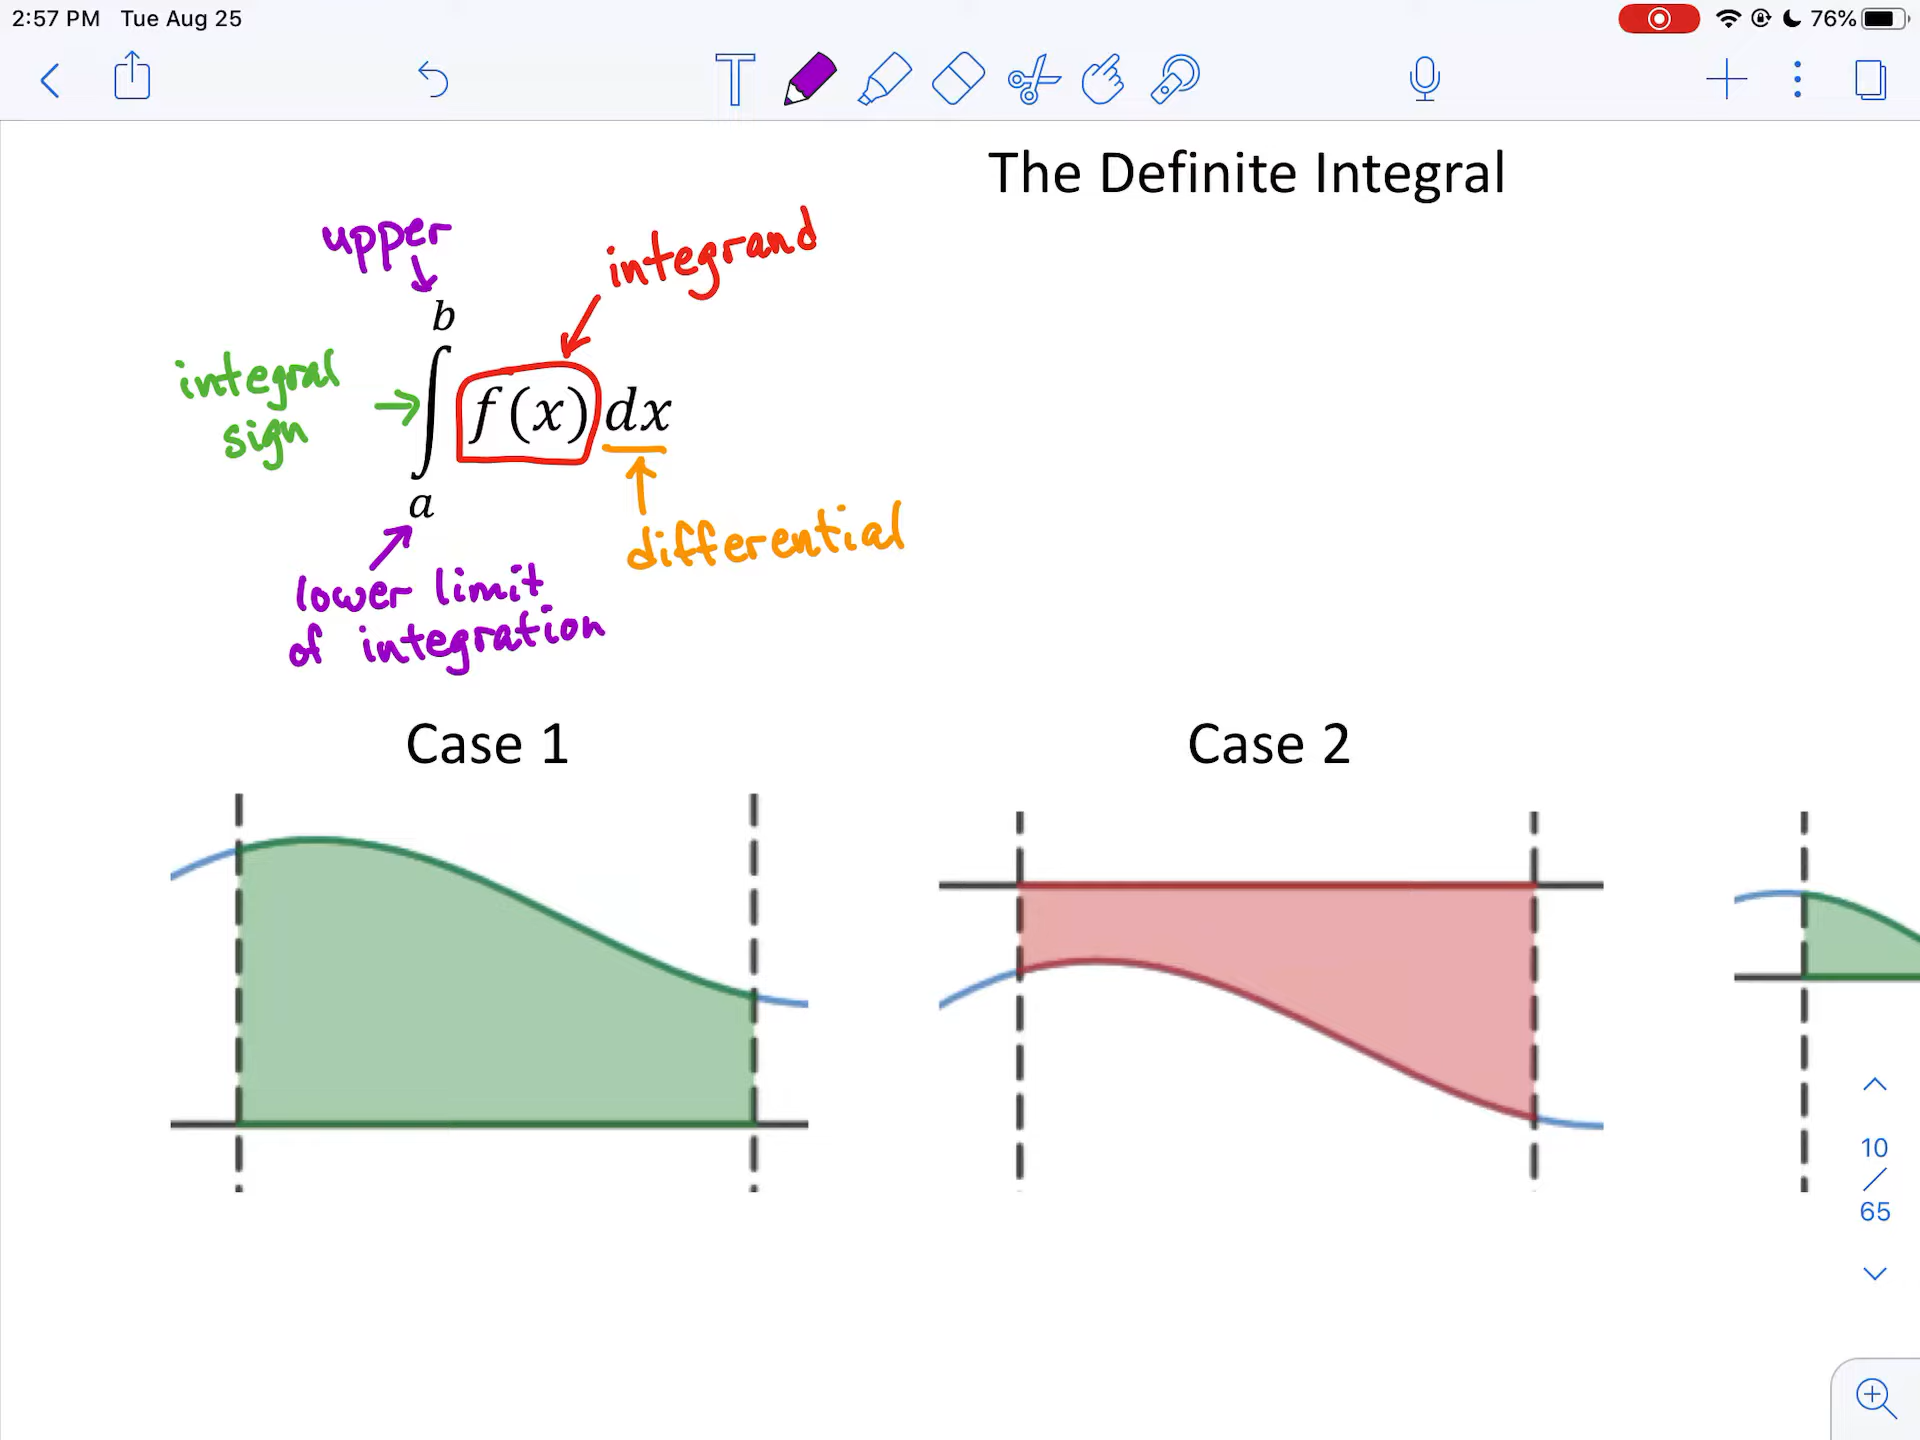 2:57 PM Tue Aug 25
76%
T
The Definite Integral
upper
integrand
b
integral
sign
∫ f(x) dx
a
differential
lower limit
of integration
Case 1
Case 2
10
/
65